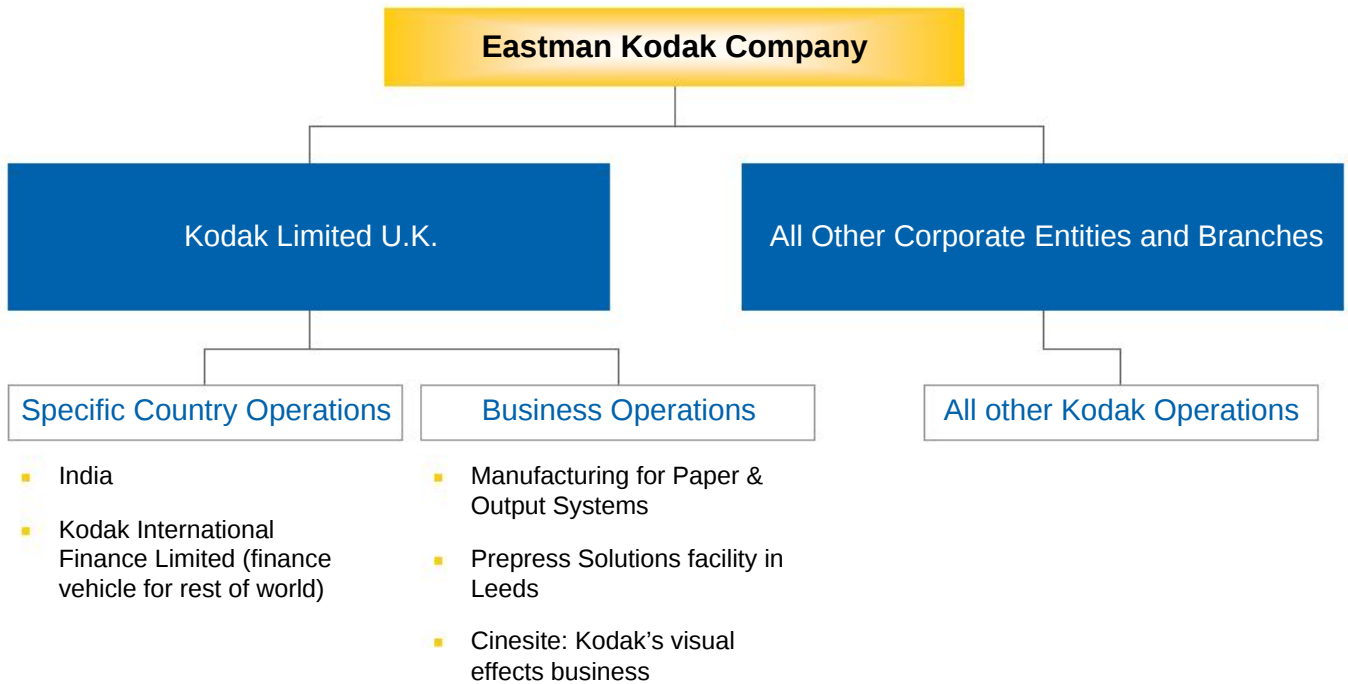 Eastman Kodak Company
Kodak Limited U.K.
All Other Corporate Entities and Branches
Specific Country Operations
Business Operations
All other Kodak Operations
India
Kodak International
Finance Limited (finance
vehicle for rest of world)
Manufacturing for Paper &
Output Systems
Prepress Solutions facility in
Leeds
Cinesite: Kodak’s visual
effects business